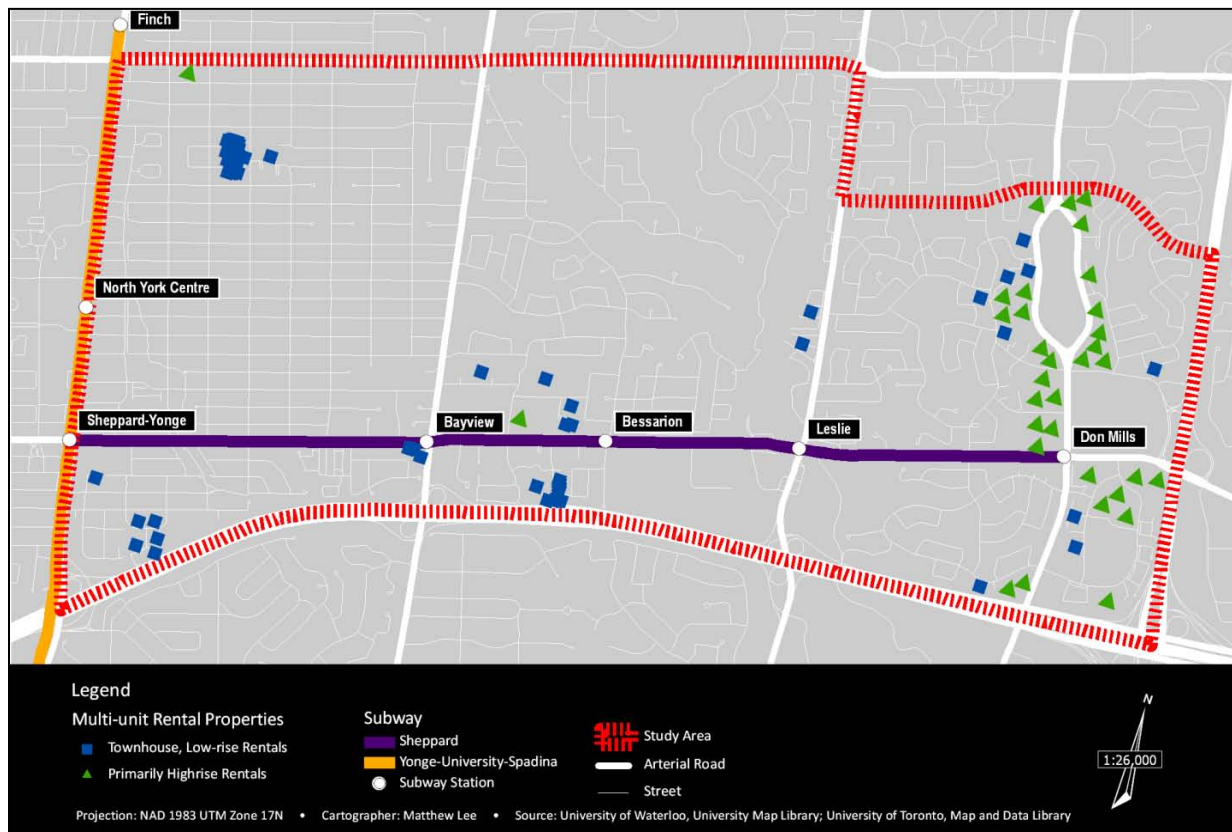 Finch
North York Centre
Sheppard-Yonge
Bayview
Bessarion
Leslie
Don Mills
Legend
Multi-unit Rental Properties
Townhouse, Low-rise Rentals
Primarily Highrise Rentals
Subway
Sheppard
Yonge-University-Spadina
Subway Station
Study Area
Arterial Road
Street
N
1:26,000
Projection: NAD 1983 UTM Zone 17N • Cartographer: Matthew Lee • Source: University of Waterloo, University Map Library; University of Toronto, Map and Data Library